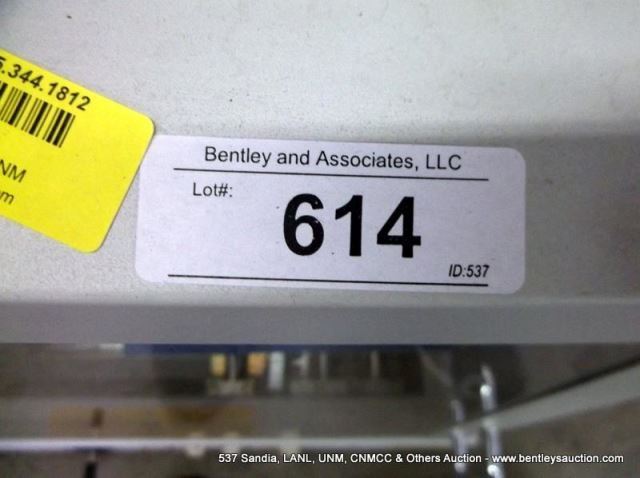 5.344.1812
NM
Bentley and Associates, LLC
Lot#:
614
ID:537
537 Sandia, LANL, UNM, CNMCC & Others Auction - www.bentleysauction.com